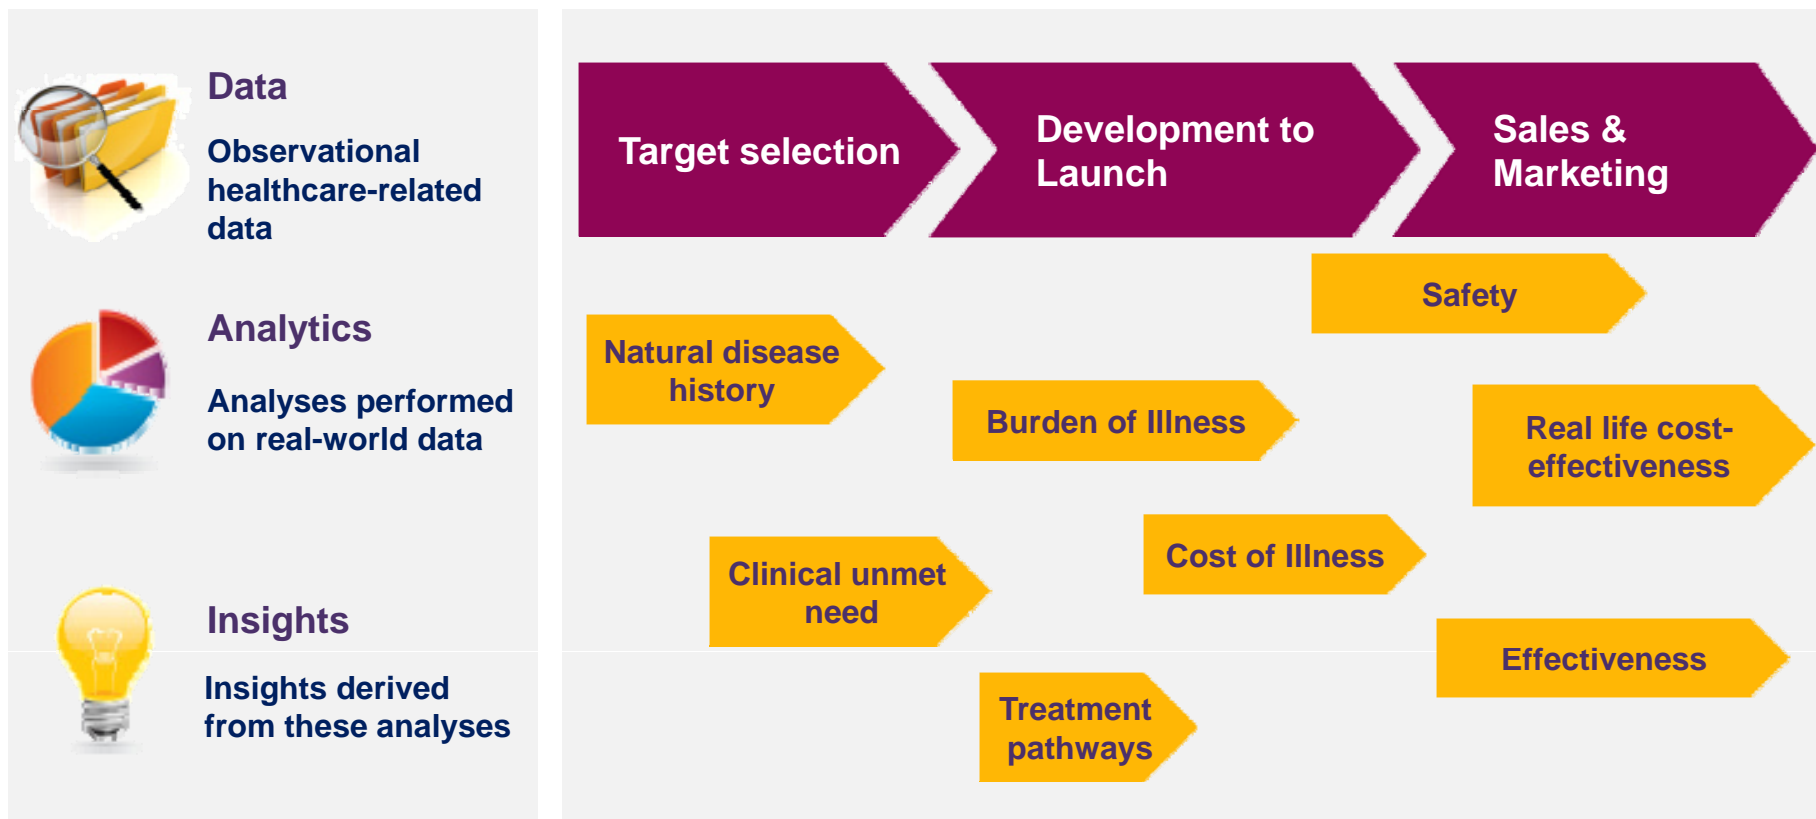 Data
Observational
healthcare-related
data
Analytics
Analyses performed
on real-world data
Insights
Insights derived
from these analyses
Target selection
Development to
Launch
Sales &
Marketing
Safety
Natural disease
history
Burden of Illness
Real life cost-
effectiveness
Cost of Illness
Clinical unmet
need
Effectiveness
Treatment
pathways